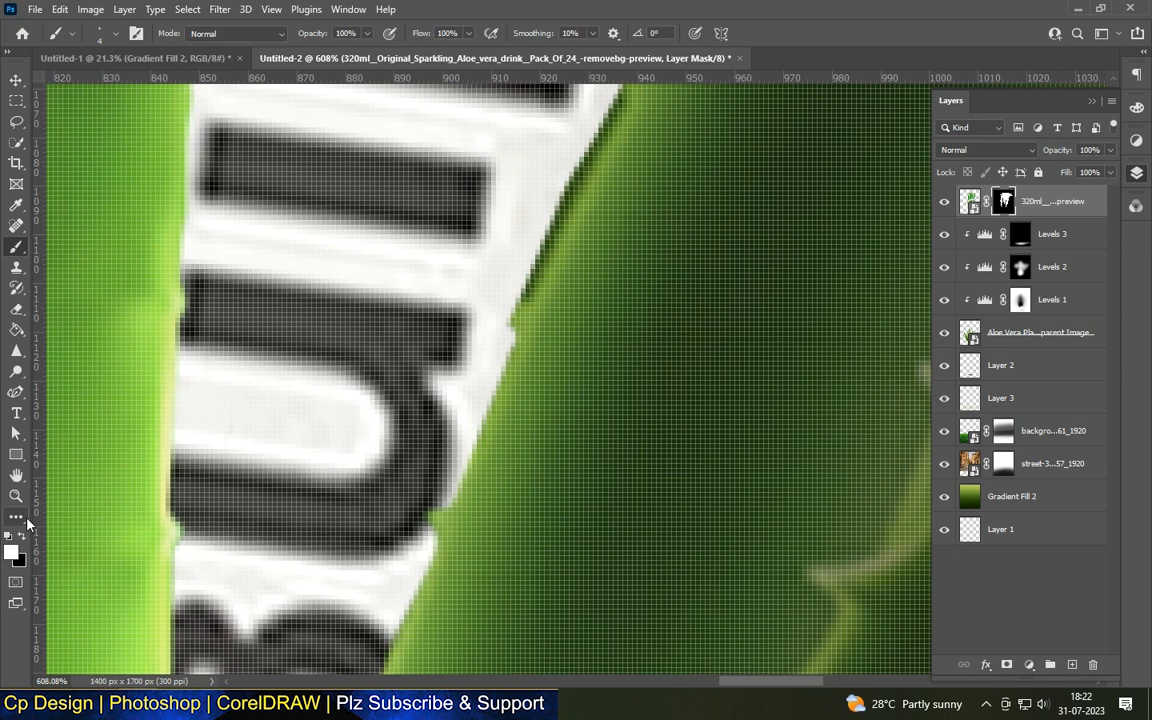 File Edit Image Layer Type Select Filter 3D View Plugins Window Help
4 Mode: Normal Opacity: 100% Flow: 100% Smoothing: 10% 0°
Untitled-1 @ 21.3% (Gradient Fill 2, RGB/8#) * × Untitled-2 @ 608% (320ml_Original_Sparkling_Aloe_vera_drink_Pack_Of_24_-removebg-preview, Layer Mask/8) * ×
820 830 840 850 860 870 880 890 900 910 920 930 940 950 960 970 980 990 1000 1010 1020 1030
Layers
Kind
Normal Opacity: 100%
Lock: Fill: 100%
320ml__...preview
Levels 3
Levels 2
Levels 1
Aloe Vera Pla...parent Image...
Layer 2
Layer 3
backgro...61_1920
street-3...57_1920
Gradient Fill 2
Layer 1
608.08% 1400 px x 1700 px (300 ppi)
Cp Design | Photoshop | CorelDRAW | Plz Subscribe & Support
28°C Partly sunny
18:22
31-07-2023